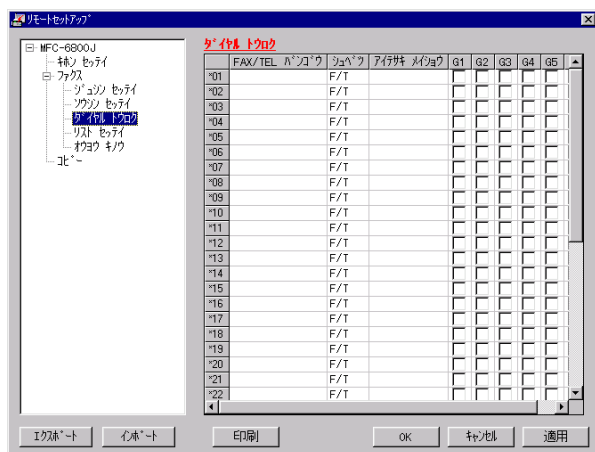 ﾘﾓｰﾄｾｯﾄｱｯﾌﾟ
MFC-6800J
ｷﾎﾝ ｾｯﾃｲ
ﾌｧｸｽ
ｼﾞｭｼﾝ ｾｯﾃｲ
ｿｳｼﾝ ｾｯﾃｲ
ﾀﾞｲﾔﾙ ﾄｳﾛｸ
ﾘｽﾄ ｾｯﾃｲ
ｵｳﾖｳ ｷﾉｳ
ｺﾋﾟｰ
ﾀﾞｲﾔﾙ ﾄｳﾛｸ
FAX/TEL ﾊﾞﾝｺﾞｳ ｼｭﾍﾞﾂ ｱｲﾃｻｷ ﾒｲｼｮｳ G1 G2 G3 G4 G5
*01 F/T
*02 F/T
*03 F/T
*04 F/T
*05 F/T
*06 F/T
*07 F/T
*08 F/T
*09 F/T
*10 F/T
*11 F/T
*12 F/T
*13 F/T
*14 F/T
*15 F/T
*16 F/T
*17 F/T
*18 F/T
*19 F/T
*20 F/T
*21 F/T
*22 F/T
ｴｸｽﾎﾟｰﾄ ｲﾝﾎﾟｰﾄ 印刷 OK ｷｬﾝｾﾙ 適用